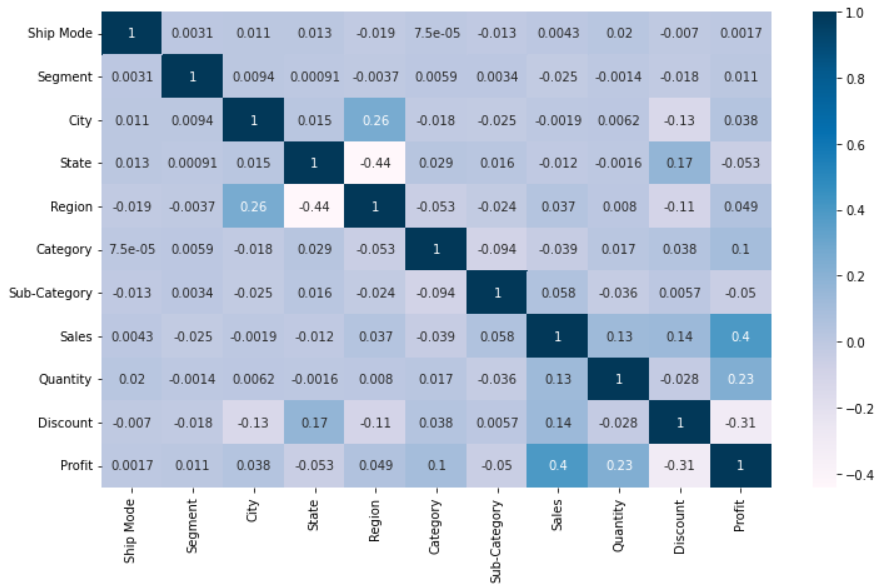 Ship Mode 1 0.0031 0.011 0.013 -0.019 7.5e-05 -0.013 0.0043 0.02 -0.007 0.0017
Segment 0.0031 1 0.0094 0.00091 -0.0037 0.0059 0.0034 -0.025 -0.0014 -0.018 0.011
City 0.011 0.0094 1 0.015 0.26 -0.018 -0.025 -0.0019 0.0062 -0.13 0.038
State 0.013 0.00091 0.015 1 -0.44 0.029 0.016 -0.012 -0.0016 0.17 -0.053
Region -0.019 -0.0037 0.26 -0.44 1 -0.053 -0.024 0.037 0.008 -0.11 0.049
Category 7.5e-05 0.0059 -0.018 0.029 -0.053 1 -0.094 -0.039 0.017 0.038 0.1
Sub-Category -0.013 0.0034 -0.025 0.016 -0.024 -0.094 1 0.058 -0.036 0.0057 -0.05
Sales 0.0043 -0.025 -0.0019 -0.012 0.037 -0.039 0.058 1 0.13 0.14 0.4
Quantity 0.02 -0.0014 0.0062 -0.0016 0.008 0.017 -0.036 0.13 1 -0.028 0.23
Discount -0.007 -0.018 -0.13 0.17 -0.11 0.038 0.0057 0.14 -0.028 1 -0.31
Profit 0.0017 0.011 0.038 -0.053 0.049 0.1 -0.05 0.4 0.23 -0.31 1
Ship Mode
Segment
City
State
Region
Category
Sub-Category
Sales
Quantity
Discount
Profit
1.0
0.8
0.6
0.4
0.2
0.0
−0.2
−0.4